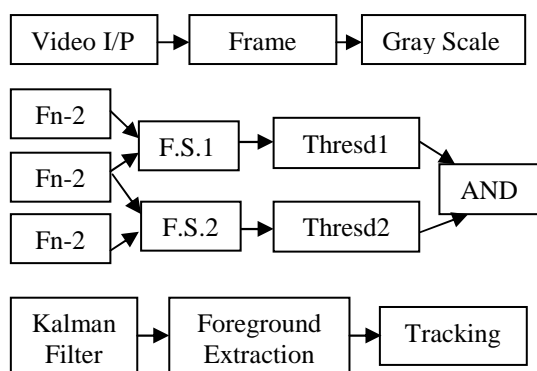 Video I/P
Frame
Gray Scale
Fn-2
Fn-2
Fn-2
F.S.1
F.S.2
Thresd1
Thresd2
AND
Kalman
Filter
Foreground
Extraction
Tracking